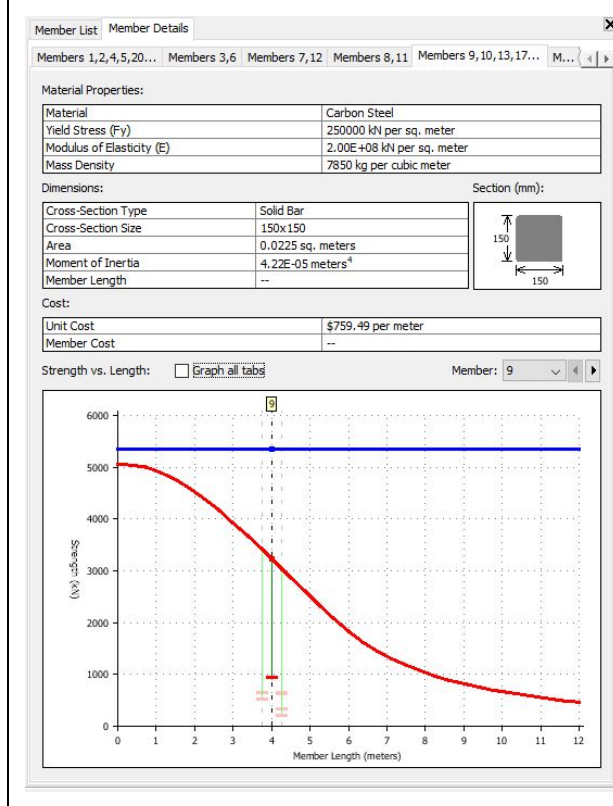 Member List Member Details
Members 1,2,4,5,20... Members 3,6 Members 7,12 Members 8,11 Members 9,10,13,17... M...
Material Properties:
Material Carbon Steel
Yield Stress (Fy) 250000 kN per sq. meter
Modulus of Elasticity (E) 2.00E+08 kN per sq. meter
Mass Density 7850 kg per cubic meter
Dimensions: Section (mm):
Cross-Section Type Solid Bar
Cross-Section Size 150x150
Area 0.0225 sq. meters
Moment of Inertia 4.22E-05 meters⁴
Member Length --
150
150
Cost:
Unit Cost $759.49 per meter
Member Cost --
Strength vs. Length: Graph all tabs Member: 9
9
6000
5000
4000
3000
2000
1000
0
Strength (kN)
0 1 2 3 4 5 6 7 8 9 10 11 12
Member Length (meters)